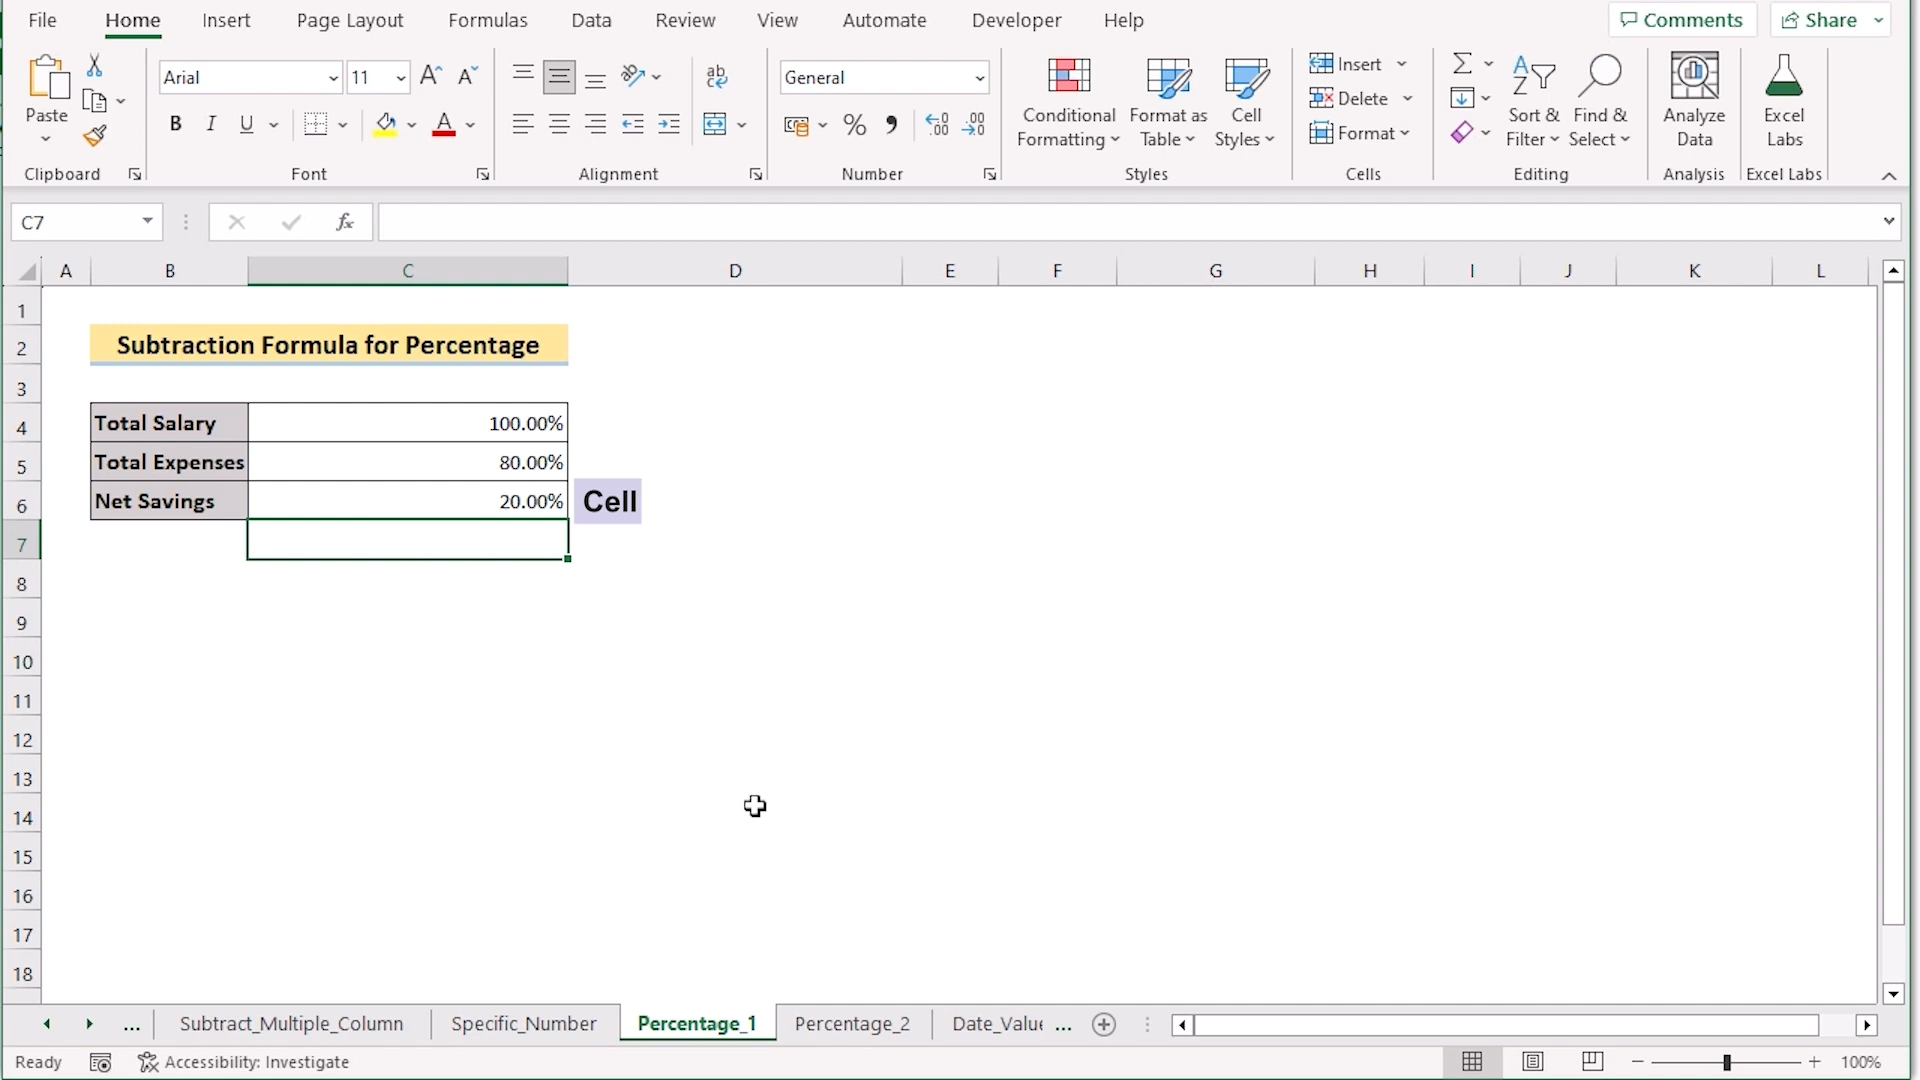 File Home Insert Page Layout Formulas Data Review View Automate Developer Help Comments Share
Paste
Arial 11
B I U
ab
General
% 9
Conditional Formatting
Format as Table
Cell Styles
Insert
Delete
Format
Sort & Filter
Find & Select
Analyze Data
Excel Labs
Clipboard Font Alignment Number Styles Cells Editing Analysis Excel Labs
C7 fx
A B C D E F G H I J K L
1
2 Subtraction Formula for Percentage
3
4 Total Salary 100.00%
5 Total Expenses 80.00%
6 Net Savings 20.00% Cell
7
8
9
10
11
12
13
14
15
16
17
18
... Subtract_Multiple_Column Specific_Number Percentage_1 Percentage_2 Date_Value ...
Ready Accessibility: Investigate 100%